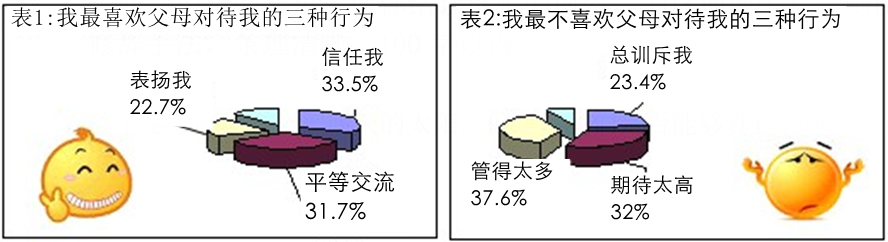 表1:我最喜欢父母对待我的三种行为
信任我
33.5%
表扬我
22.7%
平等交流
31.7%
表2:我最不喜欢父母对待我的三种行为
总训斥我
23.4%
管得太多
37.6%
期待太高
32%